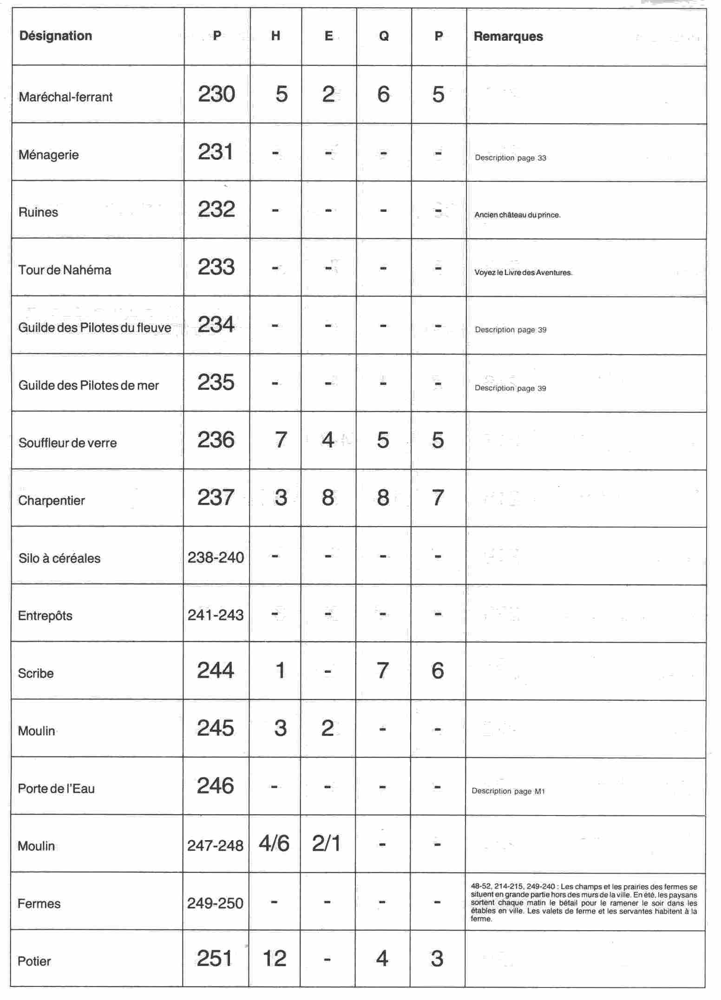 Désignation P H E Q P Remarques
Maréchal-ferrant 230 5 2 6 5
Ménagerie 231 - - - - Description page 33
Ruines 232 - - - - Ancien château du prince.
Tour de Nahéma 233 - - - - Voyez le Livre des Aventures.
Guilde des Pilotes du fleuve 234 - - - - Description page 39
Guilde des Pilotes de mer 235 - - - - Description page 39
Souffleur de verre 236 7 4 5 5
Charpentier 237 3 8 8 7
Silo à céréales 238-240 - - - -
Entrepôts 241-243 - - - -
Scribe 244 1 - 7 6
Moulin 245 3 2 - -
Porte de l'Eau 246 - - - - Description page M1
Moulin 247-248 4/6 2/1 - -
Fermes 249-250 - - - -
48-52, 214-215, 249-240 : Les champs et les prairies des fermes se
situent en grande partie hors des murs de la ville. En été, les paysans
sortent chaque matin le bétail pour le ramener le soir dans les
étables en ville. Les valets de ferme et les servantes habitent à la
ferme.
Potier 251 12 - 4 3